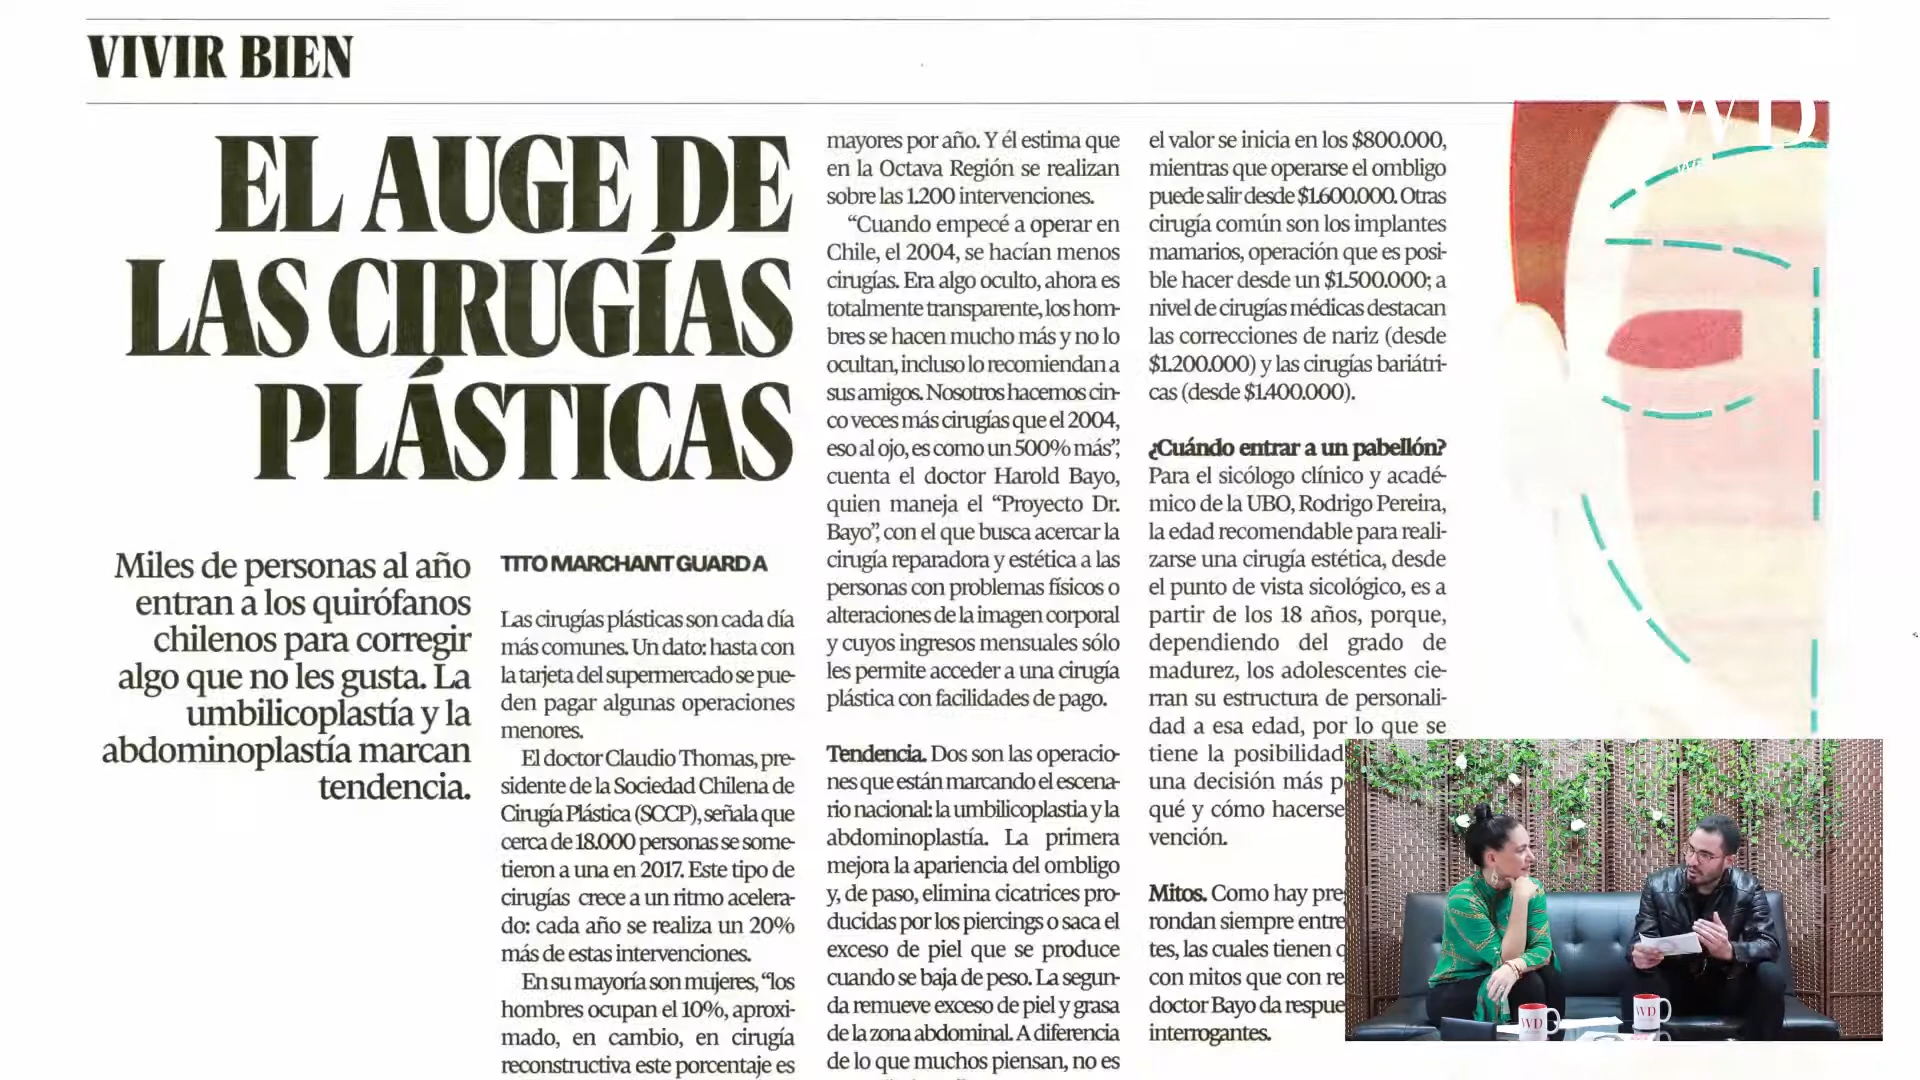 VIVIR BIEN
EL AUGE DE
LAS CIRUGÍAS
PLÁSTICAS
Miles de personas al año
entran a los quirófanos
chilenos para corregir
algo que no les gusta. La
umbilicoplastía y la
abdominoplastía marcan
tendencia.
TITO MARCHANT GUARDA
Las cirugías plásticas son cada día
más comunes. Un dato: hasta con
la tarjeta del supermercado se pue-
den pagar algunas operaciones
menores.
El doctor Claudio Thomas, pre-
sidente de la Sociedad Chilena de
Cirugía Plástica (SCCP), señala que
cerca de 18.000 personas se some-
tieron a una en 2017. Este tipo de
cirugías crece a un ritmo acelera-
do: cada año se realiza un 20%
más de estas intervenciones.
En su mayoría son mujeres, “los
hombres ocupan el 10%, aproxi-
mado, en cambio, en cirugía
reconstructiva este porcentaje es
mayores por año. Y él estima que
en la Octava Región se realizan
sobre las 1.200 intervenciones.
“Cuando empecé a operar en
Chile, el 2004, se hacían menos
cirugías. Era algo oculto, ahora es
totalmente transparente, los hom-
bres se hacen mucho más y no lo
ocultan, incluso lo recomiendan a
sus amigos. Nosotros hacemos cin-
co veces más cirugías que el 2004,
eso al ojo, es como un 500% más”,
cuenta el doctor Harold Bayo,
quien maneja el “Proyecto Dr.
Bayo”, con el que busca acercar la
cirugía reparadora y estética a las
personas con problemas físicos o
alteraciones de la imagen corporal
y cuyos ingresos mensuales sólo
les permite acceder a una cirugía
plástica con facilidades de pago.
Tendencia. Dos son las operacio-
nes que están marcando el escena-
rio nacional: la umbilicoplastia y la
abdominoplastía. La primera
mejora la apariencia del ombligo
y, de paso, elimina cicatrices pro-
ducidas por los piercings o saca el
exceso de piel que se produce
cuando se baja de peso. La segun-
da remueve exceso de piel y grasa
de la zona abdominal. A diferencia
de lo que muchos piensan, no es
el valor se inicia en los $800.000,
mientras que operarse el ombligo
puede salir desde $1.600.000. Otras
cirugía común son los implantes
mamarios, operación que es posi-
ble hacer desde un $1.500.000; a
nivel de cirugías médicas destacan
las correcciones de nariz (desde
$1.200.000) y las cirugías bariátri-
cas (desde $1.400.000).
¿Cuándo entrar a un pabellón?
Para el sicólogo clínico y acadé-
mico de la UBO, Rodrigo Pereira,
la edad recomendable para reali-
zarse una cirugía estética, desde
el punto de vista sicológico, es a
partir de los 18 años, porque,
dependiendo del grado de
madurez, los adolescentes cie-
rran su estructura de personali-
dad a esa edad, por lo que se
tiene la posibilidad
una decisión más p
qué y cómo hacerse
vención.
Mitos. Como hay pre
rondan siempre entre
tes, las cuales tienen
con mitos que con re
doctor Bayo da respue
interrogantes.
WD
WD
WD